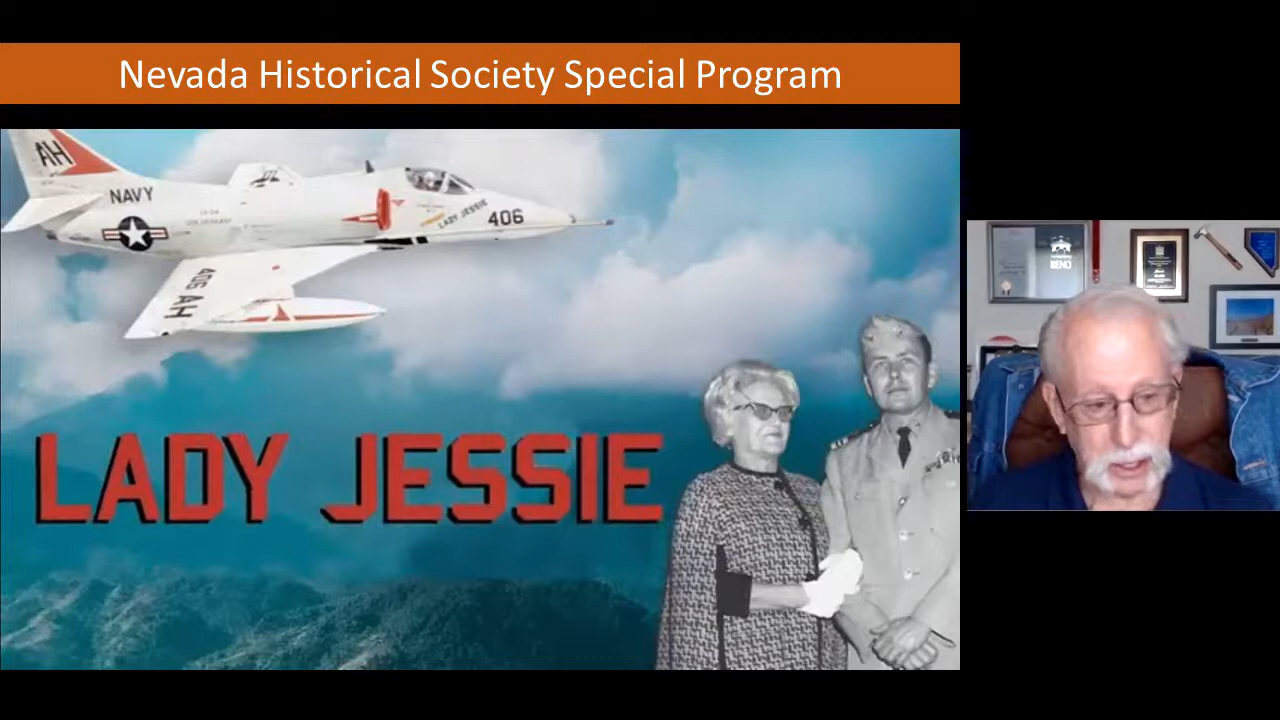 Nevada Historical Society Special Program
AH
NAVY
LADY JESSIE
406
406 AH
LADY JESSIE
RENO